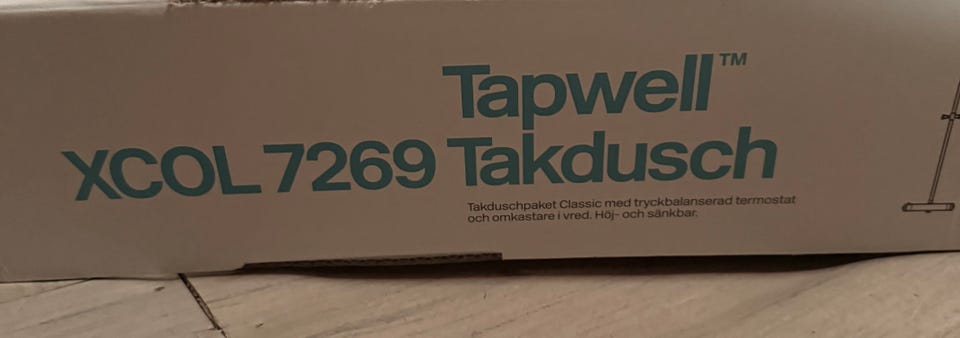 Tapwell™
XCOL 7269 Takdusch
Takduschpaket Classic med tryckbalanserad termostat
och omkastare i vred. Höj- och sänkbar.